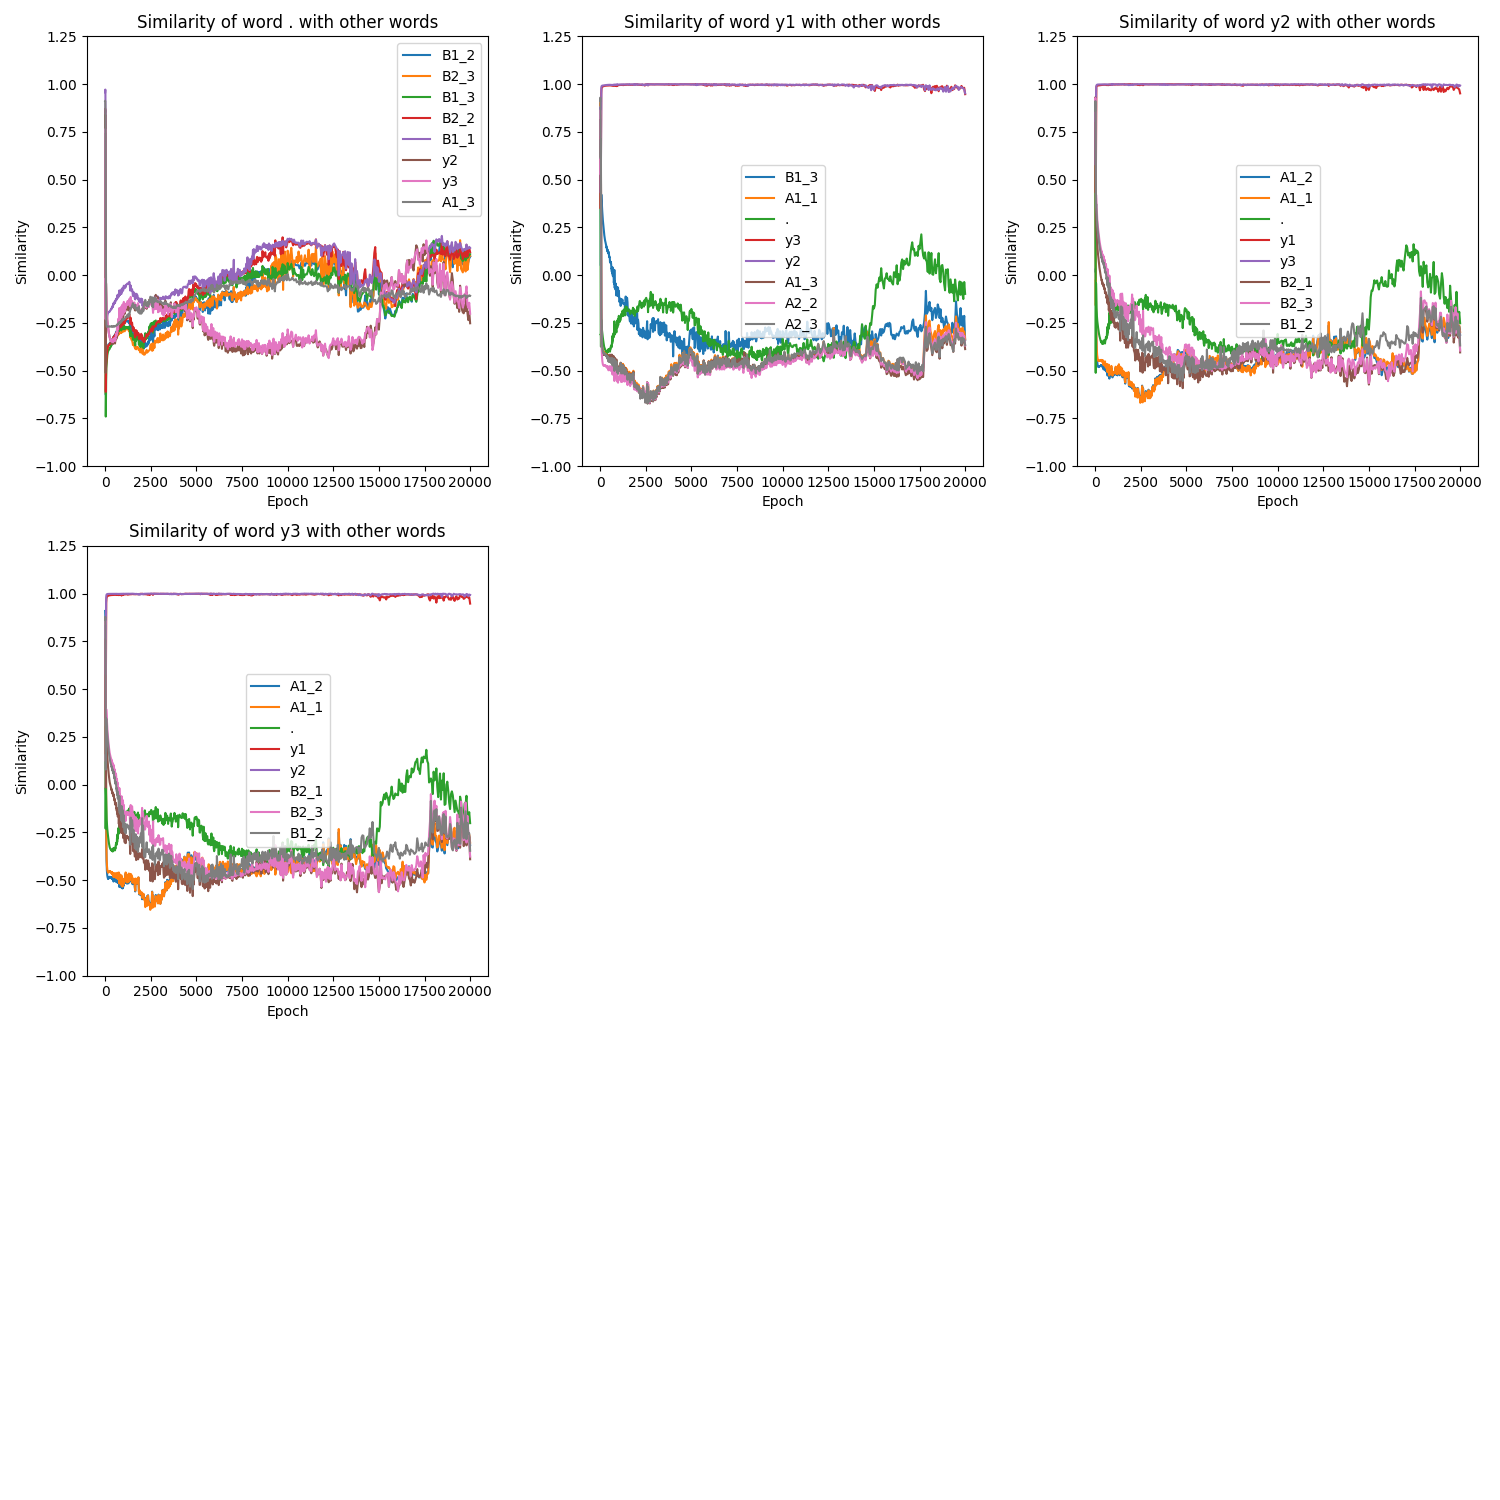 Similarity of word . with other words
1.25
1.00
0.75
0.50
0.25
0.00
−0.25
−0.50
−0.75
−1.00
Similarity
B1_2
B2_3
B1_3
B2_2
B1_1
y2
y3
A1_3
0 2500 5000 7500 10000 12500 15000 17500 20000
Epoch
Similarity of word y1 with other words
1.25
1.00
0.75
0.50
0.25
0.00
−0.25
−0.50
−0.75
−1.00
Similarity
B1_3
A1_1
.
y3
y2
A1_3
A2_2
A2_3
0 2500 5000 7500 10000 12500 15000 17500 20000
Epoch
Similarity of word y2 with other words
1.25
1.00
0.75
0.50
0.25
0.00
−0.25
−0.50
−0.75
−1.00
Similarity
A1_2
A1_1
.
y1
y3
B2_1
B2_3
B1_2
0 2500 5000 7500 10000 12500 15000 17500 20000
Epoch
Similarity of word y3 with other words
1.25
1.00
0.75
0.50
0.25
0.00
−0.25
−0.50
−0.75
−1.00
Similarity
A1_2
A1_1
.
y1
y2
B2_1
B2_3
B1_2
0 2500 5000 7500 10000 12500 15000 17500 20000
Epoch